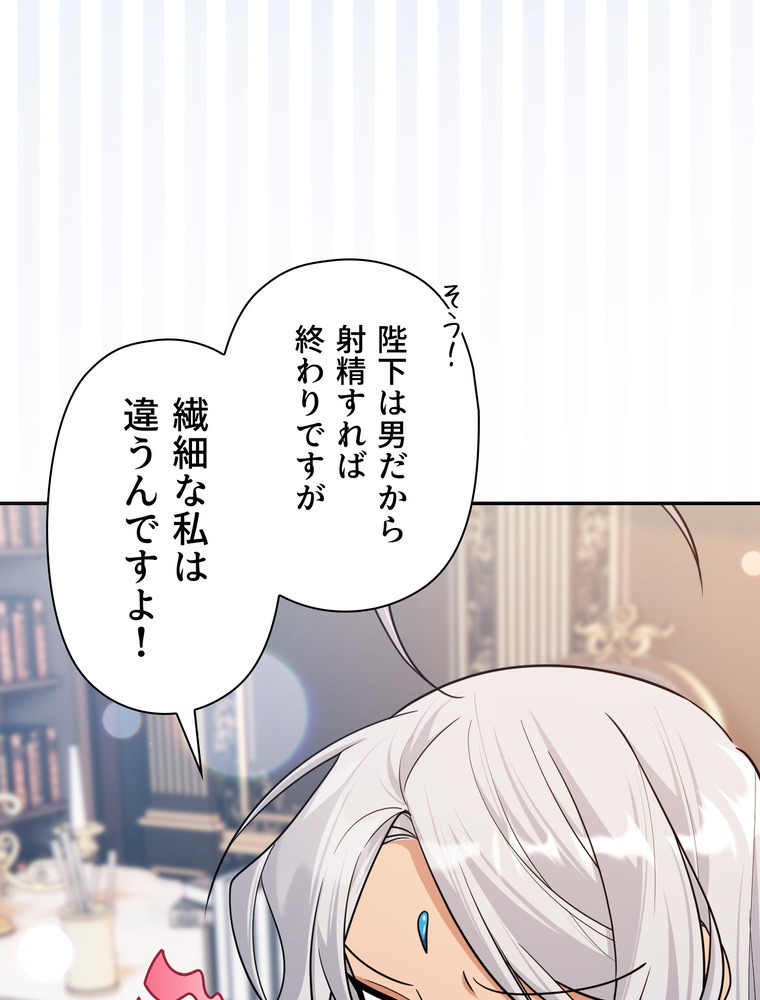 そう！
陛下は男だから
射精すれば
終わりですが
繊細な私は
違うんですよ！